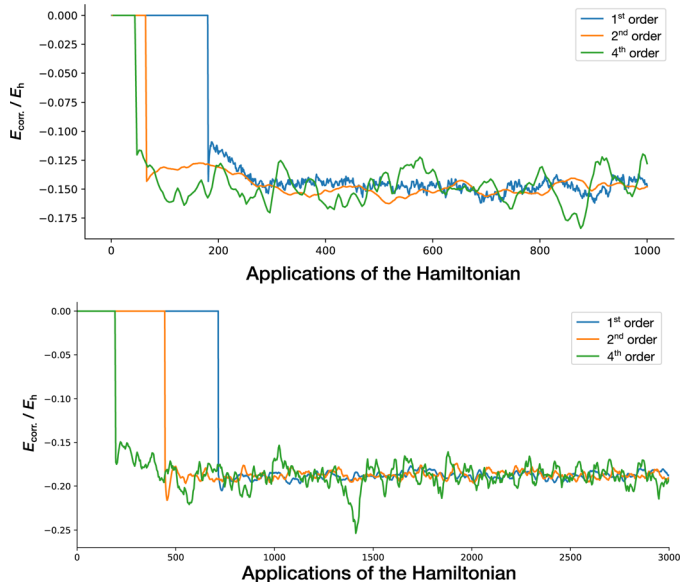 0.000
−0.025
−0.050
−0.075
−0.100
−0.125
−0.150
−0.175
E_corr. / E_h
1ˢᵗ order
2ⁿᵈ order
4ᵗʰ order
0 200 400 600 800 1000
Applications of the Hamiltonian
0.00
−0.05
−0.10
−0.15
−0.20
−0.25
E_corr. / E_h
1ˢᵗ order
2ⁿᵈ order
4ᵗʰ order
0 500 1000 1500 2000 2500 3000
Applications of the Hamiltonian